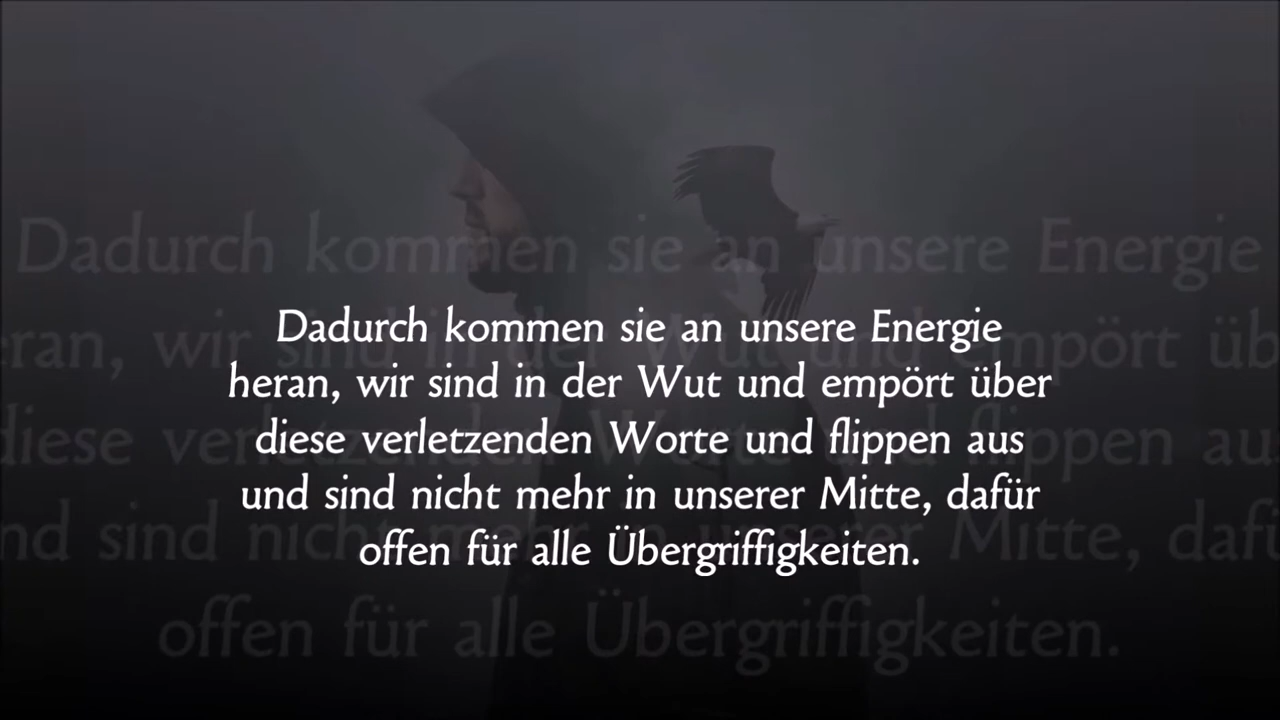 Dadurch kommen sie an unsere Energie
heran, wir sind in der Wut und empört über
diese verletzenden Worte und flippen aus
und sind nicht mehr in unserer Mitte, dafür
offen für alle Übergriffigkeiten.